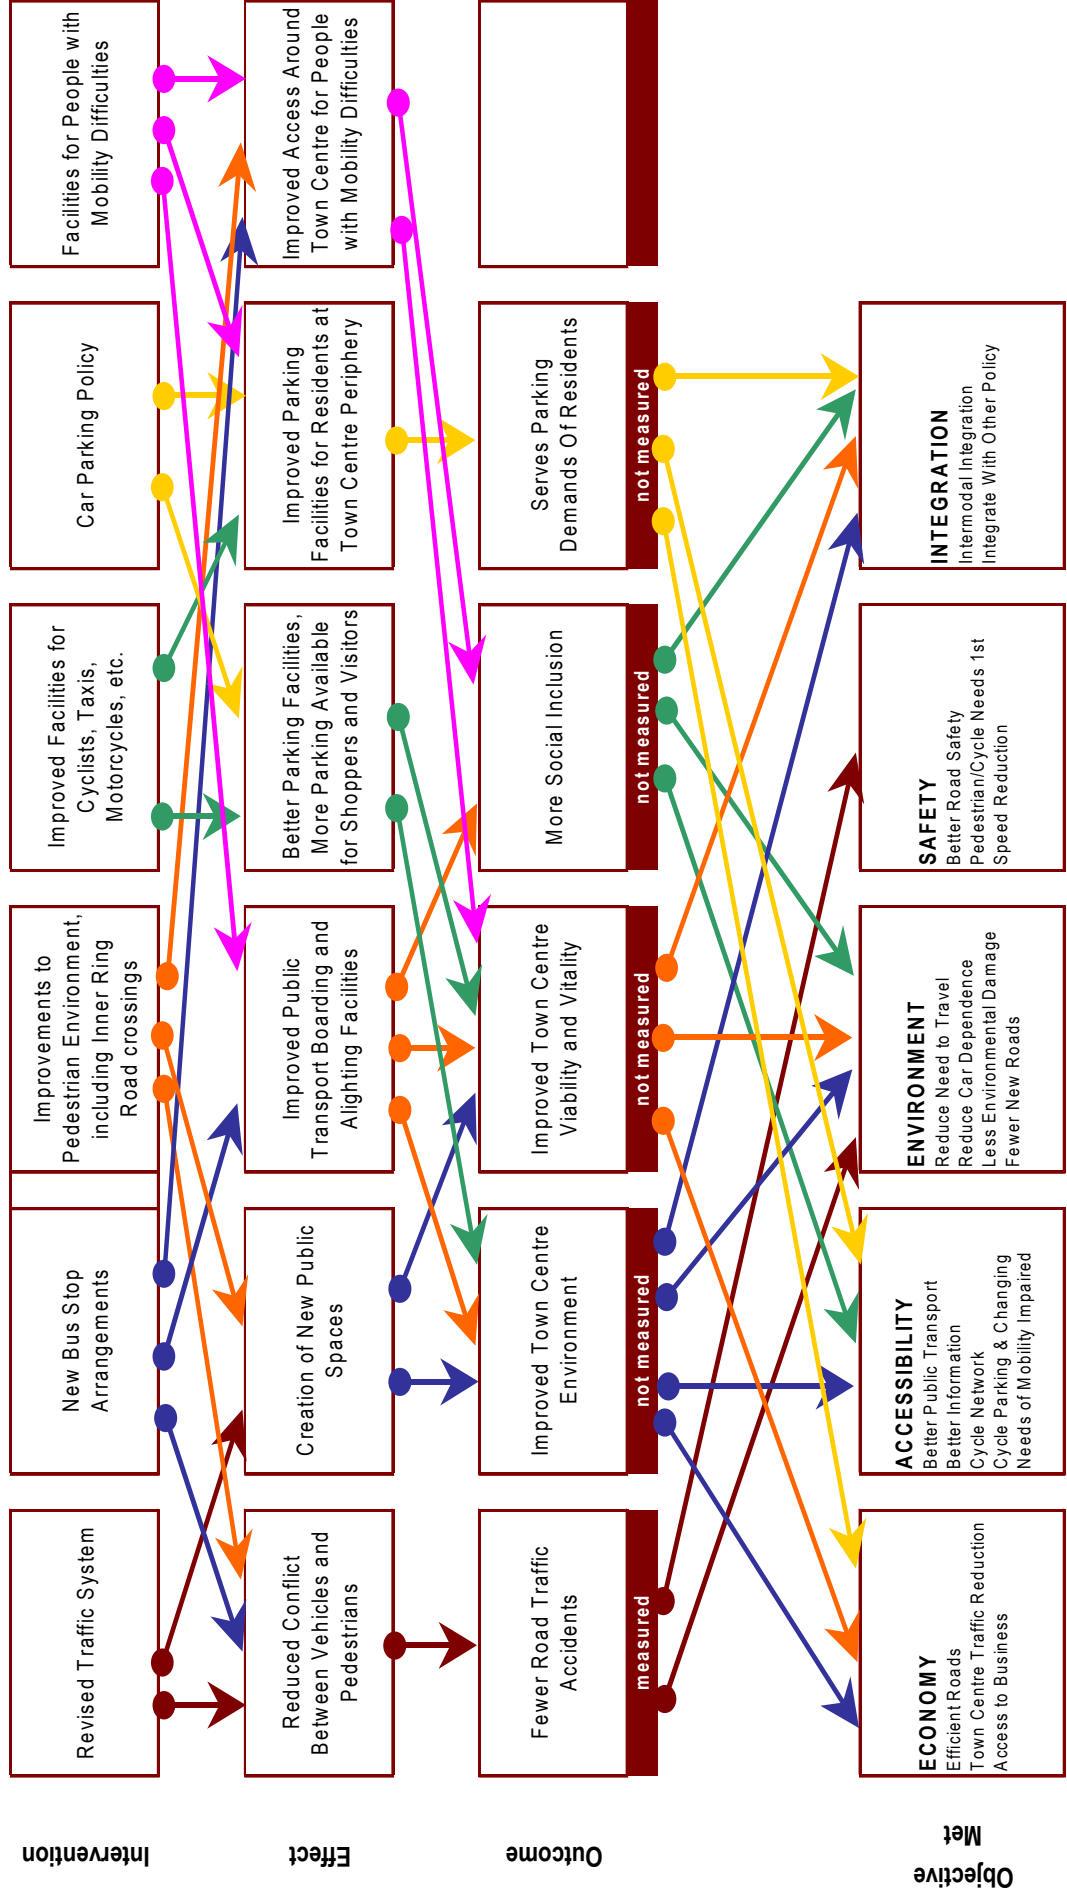 Intervention
Revised Traffic System
New Bus Stop
Arrangements
Improvements to
Pedestrian Environment,
including Inner Ring
Road crossings
Improved Facilities for
Cyclists, Taxis,
Motorcycles, etc.
Car Parking Policy
Facilities for People with
Mobility Difficulties
Effect
Reduced Conflict
Between Vehicles and
Pedestrians
Creation of New Public
Spaces
Improved Public
Transport Boarding and
Alighting Facilities
Better Parking Facilities,
More Parking Available
for Shoppers and Visitors
Improved Parking
Facilities for Residents at
Town Centre Periphery
Improved Access Around
Town Centre for People
with Mobility Difficulties
Outcome
Fewer Road Traffic
Accidents
measured
Improved Town Centre
Environment
not measured
Improved Town Centre
Viability and Vitality
not measured
More Social Inclusion
not measured
Serves Parking
Demands Of Residents
not measured
Objective
Met
ECONOMY
Efficient Roads
Town Centre Traffic Reduction
Access to Business
ACCESSIBILITY
Better Public Transport
Better Information
Cycle Network
Cycle Parking & Changing
Needs of Mobility Impaired
ENVIRONMENT
Reduce Need to Travel
Reduce Car Dependence
Less Environmental Damage
Fewer New Roads
SAFETY
Better Road Safety
Pedestrian/Cycle Needs 1st
Speed Reduction
INTEGRATION
Intermodal Integration
Integrate With Other Policy